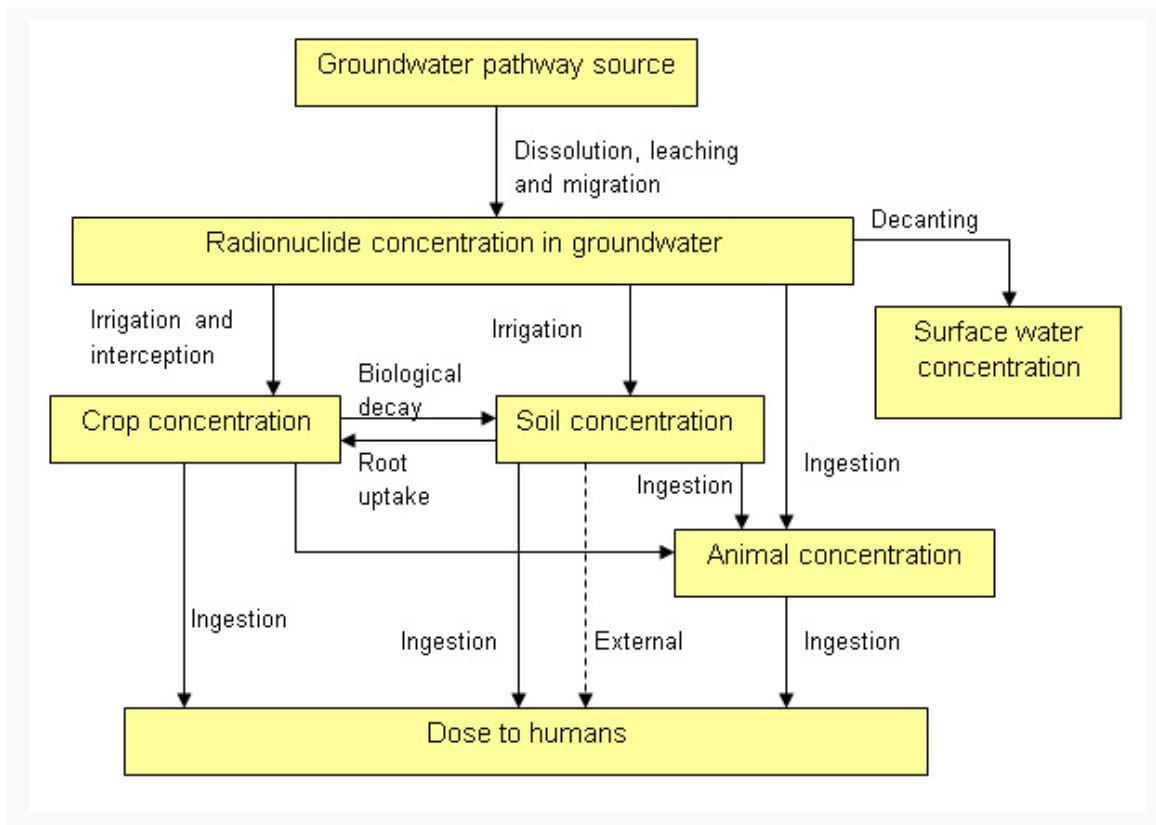 Groundwater pathway source
Dissolution, leaching
and migration
Radionuclide concentration in groundwater
Decanting
Irrigation and
interception
Irrigation
Surface water
concentration
Biological
decay
Crop concentration
Soil concentration
Root
uptake
Ingestion
Ingestion
Animal concentration
Ingestion
Ingestion
External
Ingestion
Dose to humans